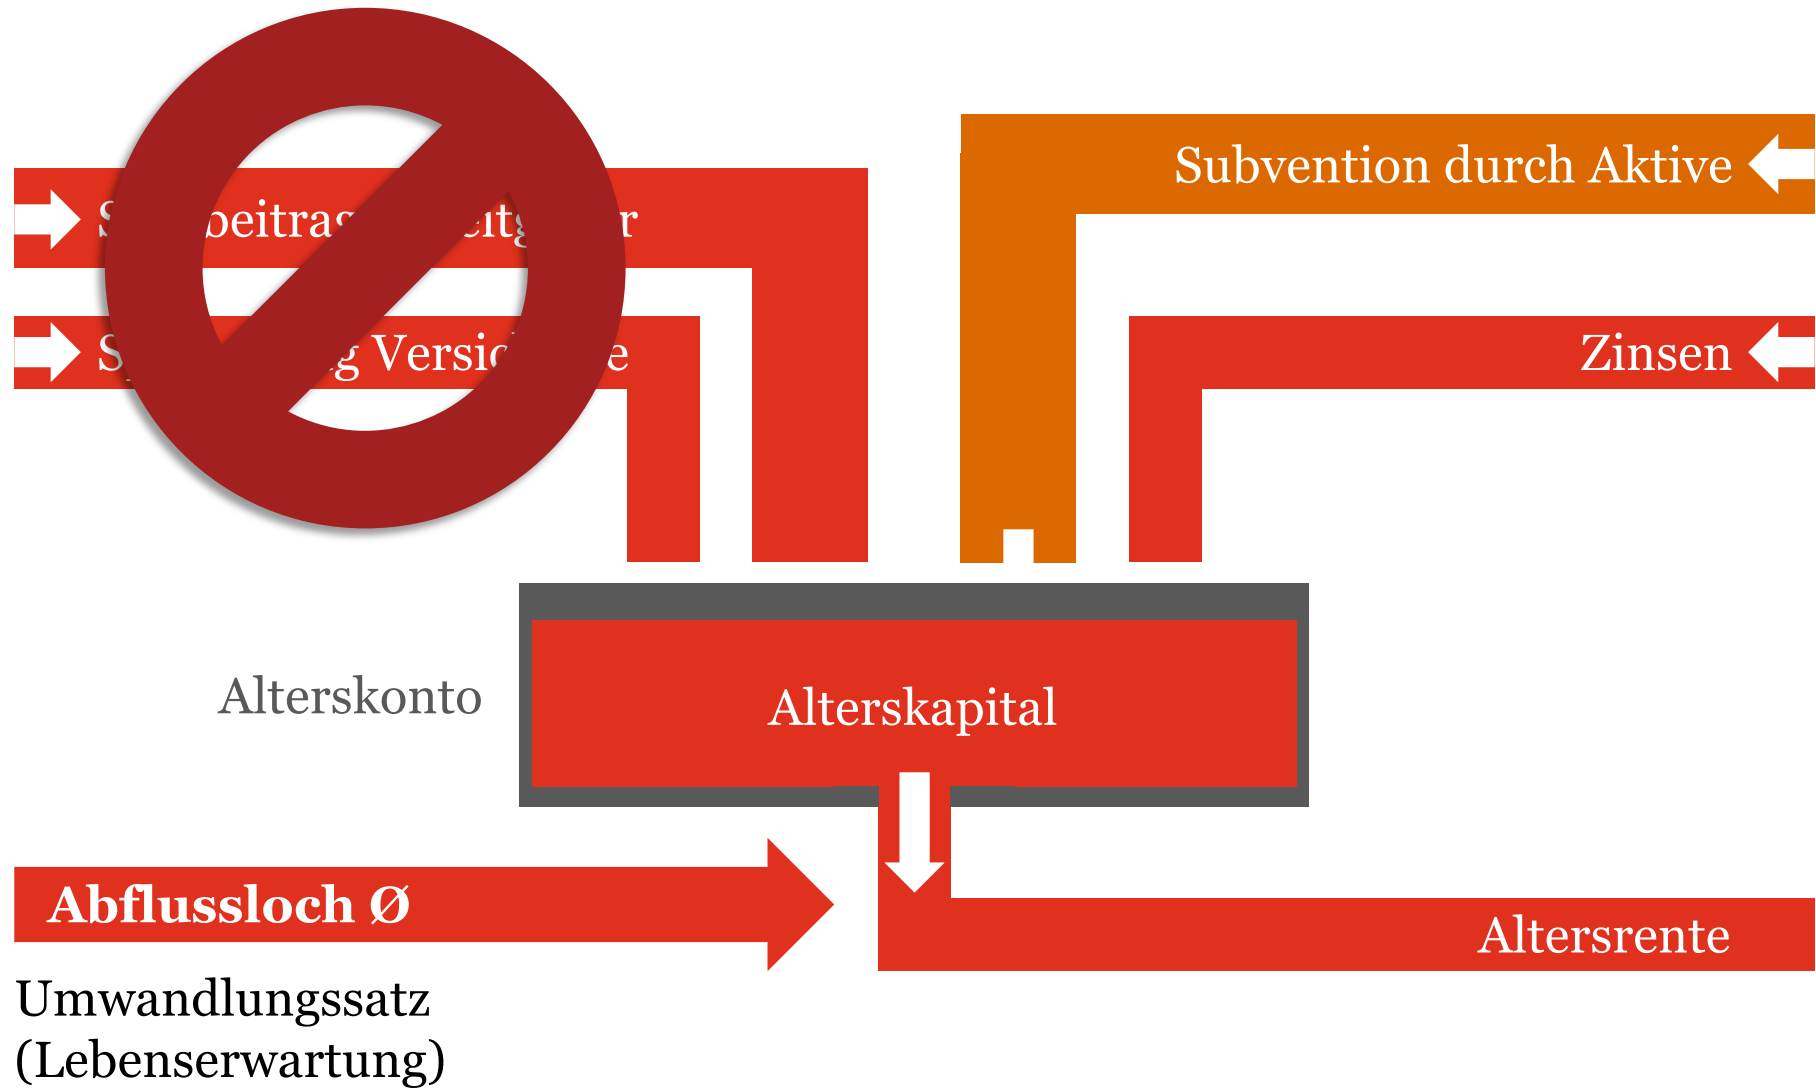 Subvention durch Aktive
Zinsen
Alterskonto
Alterskapital
Abflussloch Ø
Altersrente
Umwandlungssatz
(Lebenserwartung)